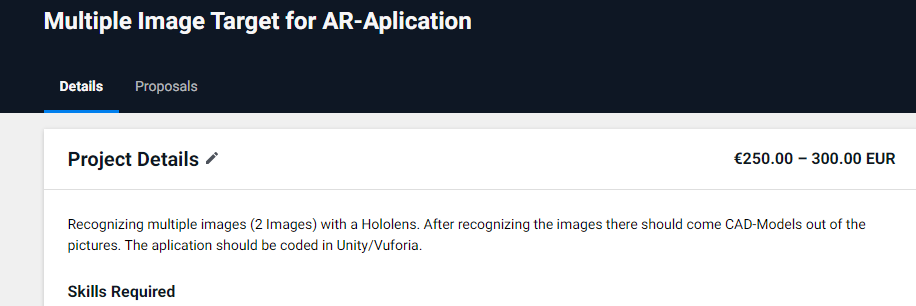 Multiple Image Target for AR-Aplication
Details
Proposals
Project Details
€250.00 – 300.00 EUR
Recognizing multiple images (2 Images) with a Hololens. After recognizing the images there should come CAD-Models out of the
pictures. The aplication should be coded in Unity/Vuforia.
Skills Required